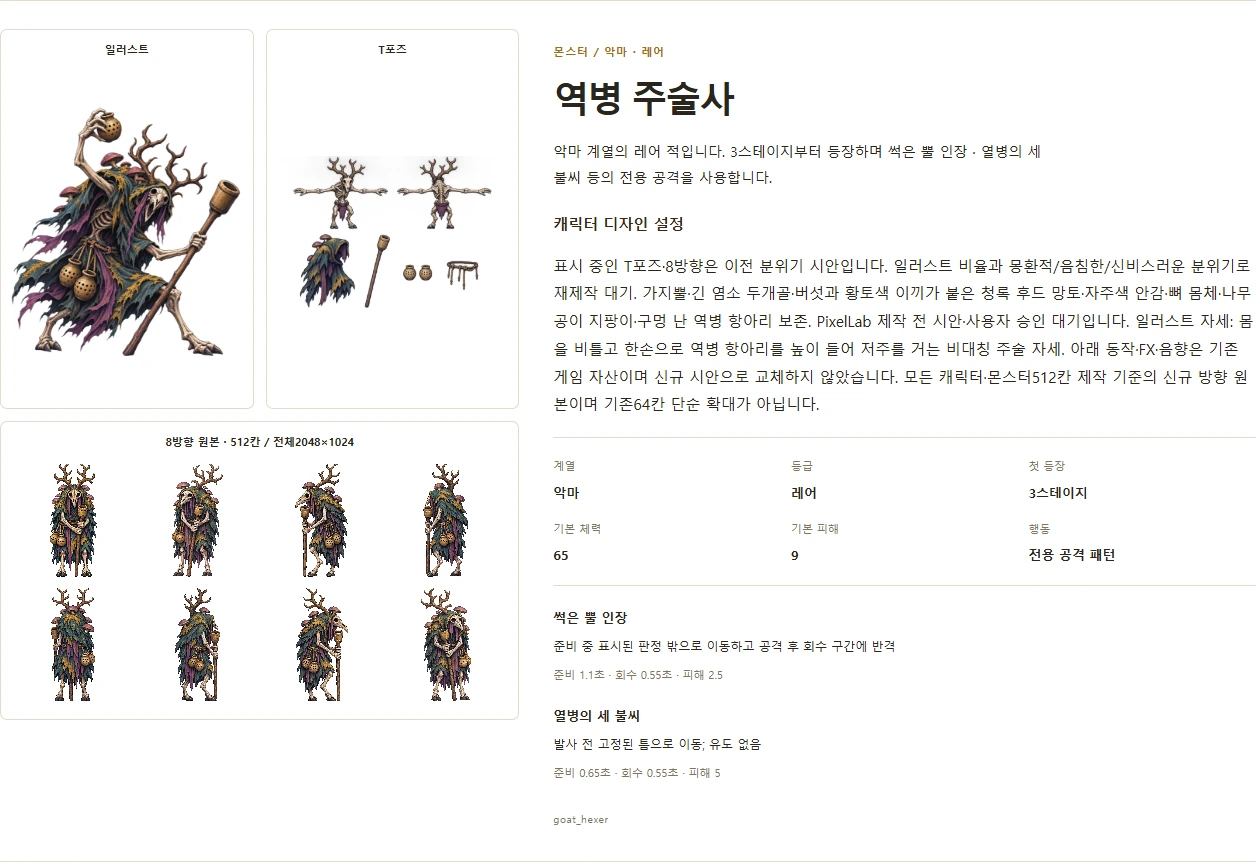 일러스트
T포즈
8방향 원본 · 512칸 / 전체2048×1024
몬스터 / 악마 · 레어
역병 주술사
악마 계열의 레어 적입니다. 3스테이지부터 등장하며 썩은 뿔 인장 · 열병의 세
불씨 등의 전용 공격을 사용합니다.
캐릭터 디자인 설정
표시 중인 T포즈·8방향은 이전 분위기 시안입니다. 일러스트 비율과 몽환적/음침한/신비스러운 분위기로
재제작 대기. 가지뿔·긴 염소 두개골·버섯과 황토색 이끼가 붙은 청록 후드 망토·자주색 안감·뼈 몸체·나무
공이 지팡이·구멍 난 역병 항아리 보존. PixelLab 제작 전 시안·사용자 승인 대기입니다. 일러스트 자세: 몸
을 비틀고 한손으로 역병 항아리를 높이 들어 저주를 거는 비대칭 주술 자세. 아래 동작·FX·음향은 기존
게임 자산이며 신규 시안으로 교체하지 않았습니다. 모든 캐릭터·몬스터512칸 제작 기준의 신규 방향 원
본이며 기존64칸 단순 확대가 아닙니다.
계열
등급
첫 등장
악마
레어
3스테이지
기본 체력
기본 피해
행동
65
9
전용 공격 패턴
썩은 뿔 인장
준비 중 표시된 판정 밖으로 이동하고 공격 후 회수 구간에 반격
준비 1.1초 · 회수 0.55초 · 피해 2.5
열병의 세 불씨
발사 전 고정된 틈으로 이동; 유도 없음
준비 0.65초 · 회수 0.55초 · 피해 5
goat_hexer